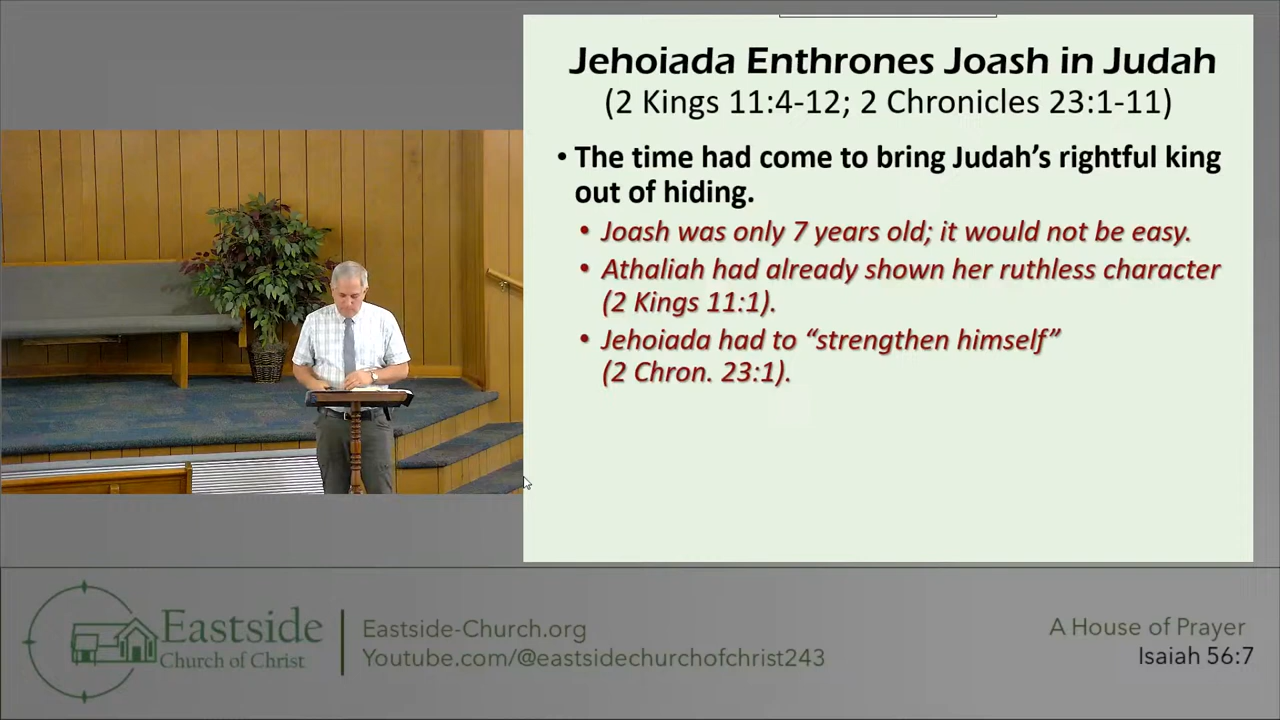 Jehoiada Enthrones Joash in Judah
(2 Kings 11:4-12; 2 Chronicles 23:1-11)
• The time had come to bring Judah's rightful king
out of hiding.
• Joash was only 7 years old; it would not be easy.
• Athaliah had already shown her ruthless character
(2 Kings 11:1).
• Jehoiada had to “strengthen himself”
(2 Chron. 23:1).
Eastside
Church of Christ
Eastside-Church.org
Youtube.com/@eastsidechurchofchrist243
A House of Prayer
Isaiah 56:7